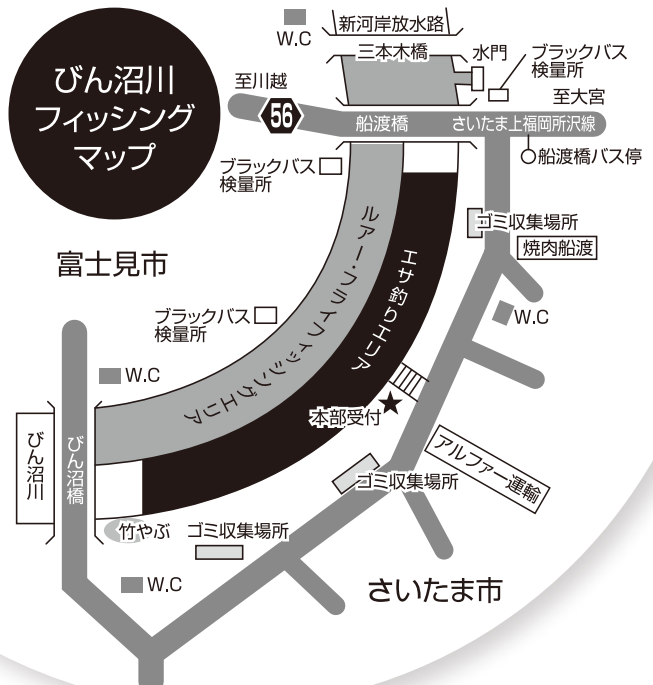 びん沼川
フィッシング
マップ
W.C
新河岸放水路
三本木橋
水門
ブラックバス
検量所
至川越
至大宮
56
船渡橋
さいたま上福岡所沢線
船渡橋バス停
ブラックバス
検量所
ゴミ収集場所
焼肉船渡
富士見市
ルアー・フライフィッシングエリア
エサ釣りエリア
ブラックバス
検量所
W.C
W.C
本部受付
びん沼川
びん沼橋
アルファー運輸
ゴミ収集場所
竹やぶ
ゴミ収集場所
W.C
さいたま市